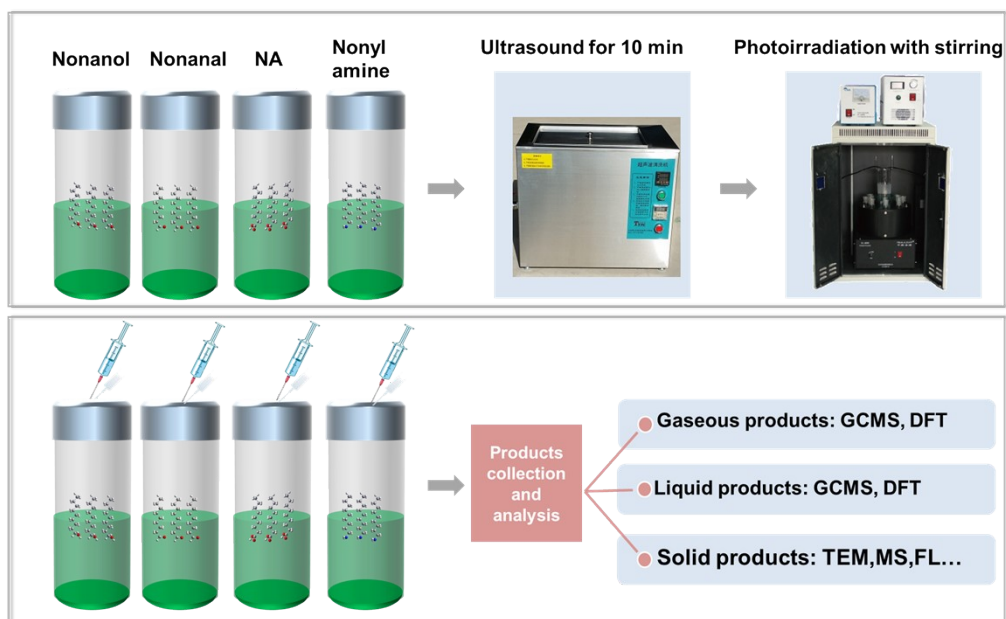 Nonanol
Nonanal
NA
Nonyl
amine
Ultrasound for 10 min
Photoirradiation with stirring
Products
collection
and
analysis
Gaseous products: GCMS, DFT
Liquid products: GCMS, DFT
Solid products: TEM,MS,FL...